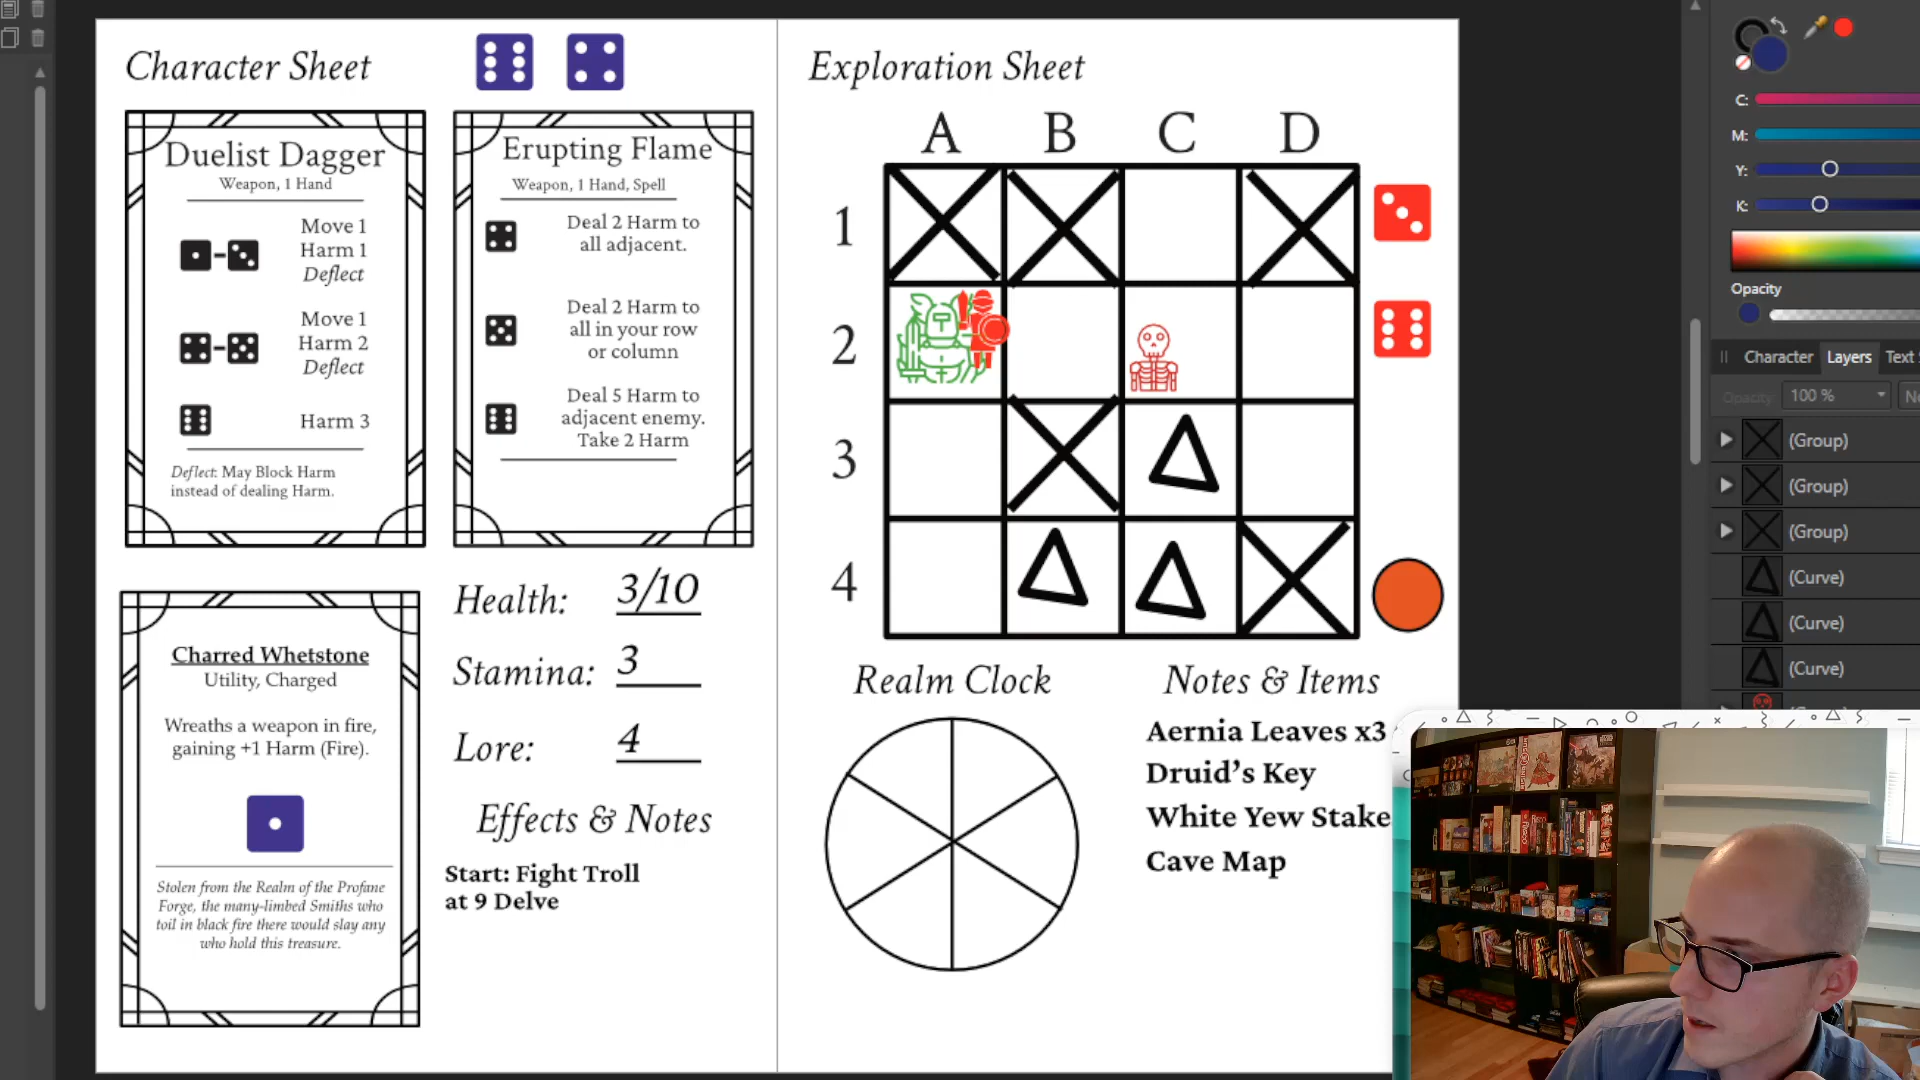 Character Sheet
Duelist Dagger
Weapon, 1 Hand
Move 1
Harm 1
Deflect
Move 1
Harm 2
Deflect
Harm 3
Deflect: May Block Harm
instead of dealing Harm.
Erupting Flame
Weapon, 1 Hand, Spell
Deal 2 Harm to
all adjacent.
Deal 2 Harm to
all in your row
or column
Deal 5 Harm to
adjacent enemy.
Take 2 Harm
Charred Whetstone
Utility, Charged
Wreaths a weapon in fire,
gaining +1 Harm (Fire).
Stolen from the Realm of the Profane
Forge, the many-limbed Smiths who
toil in black fire there would slay any
who hold this treasure.
Health: 3/10
Stamina: 3
Lore: 4
Effects & Notes
Start: Fight Troll
at 9 Delve
Exploration Sheet
A B C D
1
2
3
4
Realm Clock
Notes & Items
Aernia Leaves x3
Druid's Key
White Yew Stake
Cave Map
C:
M:
Y:
K:
Opacity
Character Layers Text
Opacity: 100 %
(Group)
(Group)
(Group)
(Curve)
(Curve)
(Curve)